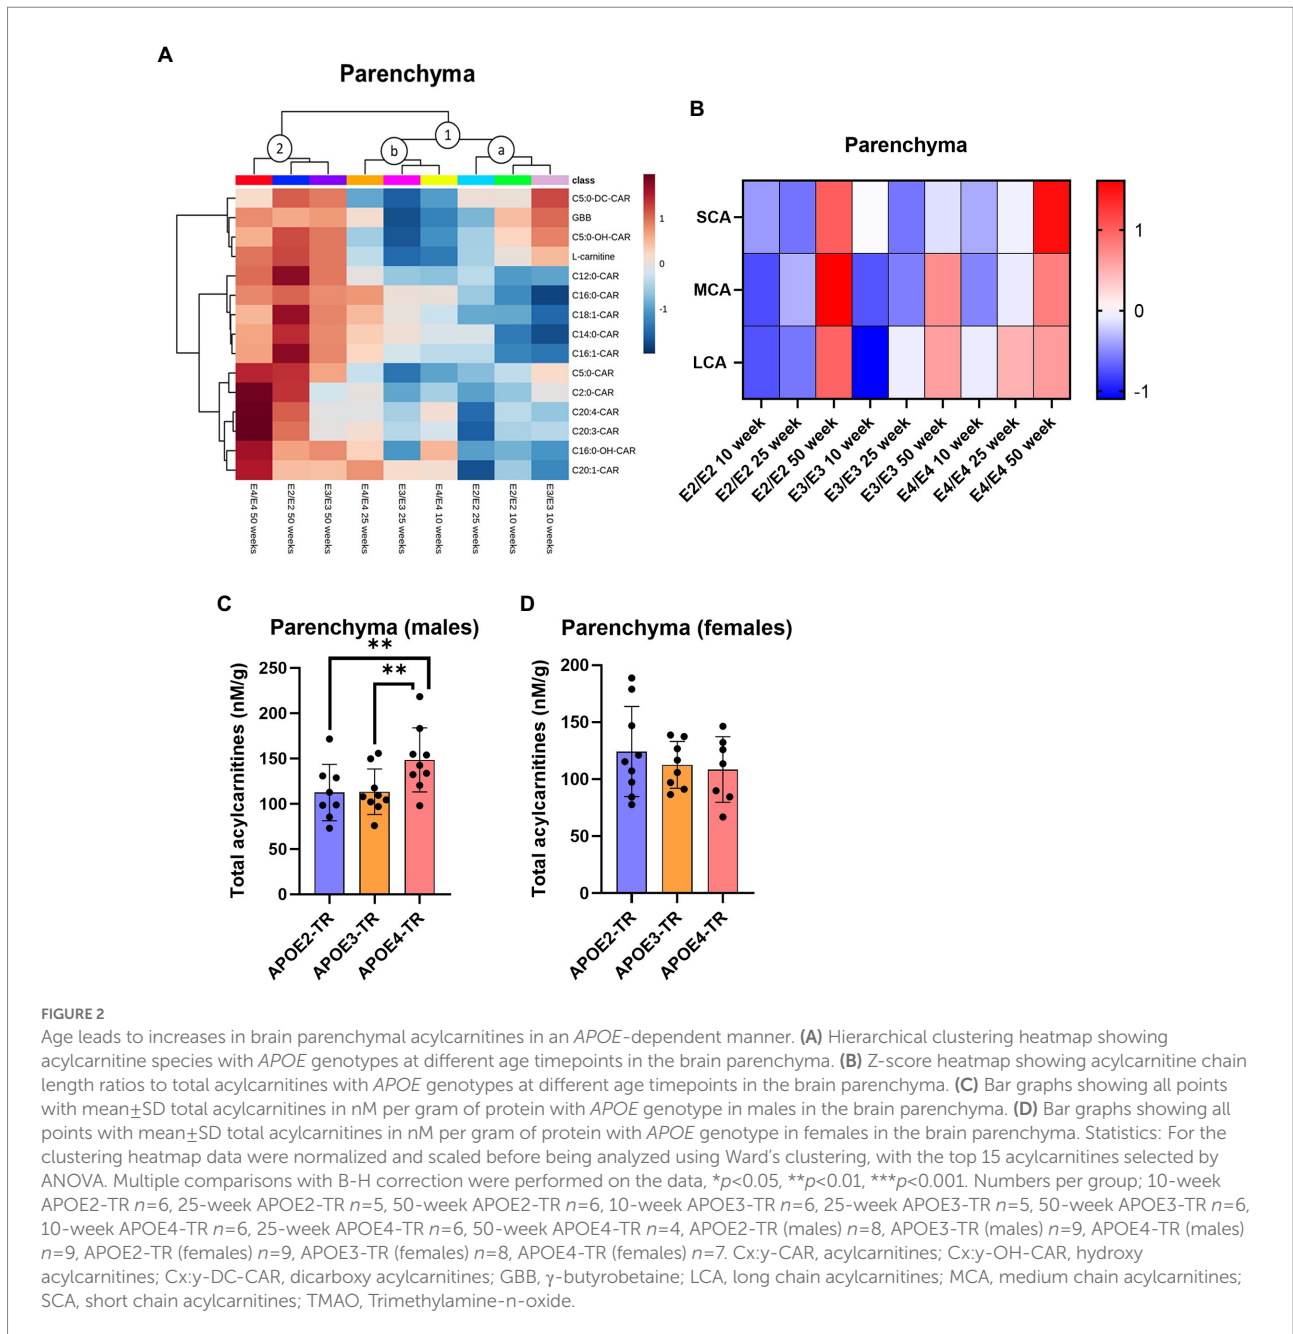 A
Parenchyma
1
2
b
a
class
C5:0-DC-CAR
GBB
C5:0-OH-CAR
L-carnitine
C12:0-CAR
C16:0-CAR
C18:1-CAR
C14:0-CAR
C16:1-CAR
C5:0-CAR
C2:0-CAR
C20:4-CAR
C20:3-CAR
C16:0-OH-CAR
C20:1-CAR
1
0
-1
E4/E4 50 weeks
E2/E2 50 weeks
E3/E3 50 weeks
E4/E4 25 weeks
E3/E3 25 weeks
E4/E4 10 weeks
E2/E2 25 weeks
E2/E2 10 weeks
E3/E3 10 weeks
B
Parenchyma
SCA
MCA
LCA
1
0
-1
E2/E2 10 week
E2/E2 25 week
E2/E2 50 week
E3/E3 10 week
E3/E3 25 week
E3/E3 50 week
E4/E4 10 week
E4/E4 25 week
E4/E4 50 week
C
Parenchyma (males)
**
**
Total acylcarnitines (nM/g)
250
200
150
100
50
0
APOE2-TR
APOE3-TR
APOE4-TR
D
Parenchyma (females)
Total acylcarnitines (nM/g)
200
150
100
50
0
APOE2-TR
APOE3-TR
APOE4-TR
FIGURE 2
Age leads to increases in brain parenchymal acylcarnitines in an APOE-dependent manner. (A) Hierarchical clustering heatmap showing
acylcarnitine species with APOE genotypes at different age timepoints in the brain parenchyma. (B) Z-score heatmap showing acylcarnitine chain
length ratios to total acylcarnitines with APOE genotypes at different age timepoints in the brain parenchyma. (C) Bar graphs showing all points
with mean±SD total acylcarnitines in nM per gram of protein with APOE genotype in males in the brain parenchyma. (D) Bar graphs showing all
points with mean±SD total acylcarnitines in nM per gram of protein with APOE genotype in females in the brain parenchyma. Statistics: For the
clustering heatmap data were normalized and scaled before being analyzed using Ward's clustering, with the top 15 acylcarnitines selected by
ANOVA. Multiple comparisons with B-H correction were performed on the data, *p<0.05, **p<0.01, ***p<0.001. Numbers per group; 10-week
APOE2-TR n=6, 25-week APOE2-TR n=5, 50-week APOE2-TR n=6, 10-week APOE3-TR n=6, 25-week APOE3-TR n=5, 50-week APOE3-TR n=6,
10-week APOE4-TR n=6, 25-week APOE4-TR n=6, 50-week APOE4-TR n=4, APOE2-TR (males) n=8, APOE3-TR (males) n=9, APOE4-TR (males)
n=9, APOE2-TR (females) n=9, APOE3-TR (females) n=8, APOE4-TR (females) n=7. Cx:y-CAR, acylcarnitines; Cx:y-OH-CAR, hydroxy
acylcarnitines; Cx:y-DC-CAR, dicarboxy acylcarnitines; GBB, γ-butyrobetaine; LCA, long chain acylcarnitines; MCA, medium chain acylcarnitines;
SCA, short chain acylcarnitines; TMAO, Trimethylamine-n-oxide.